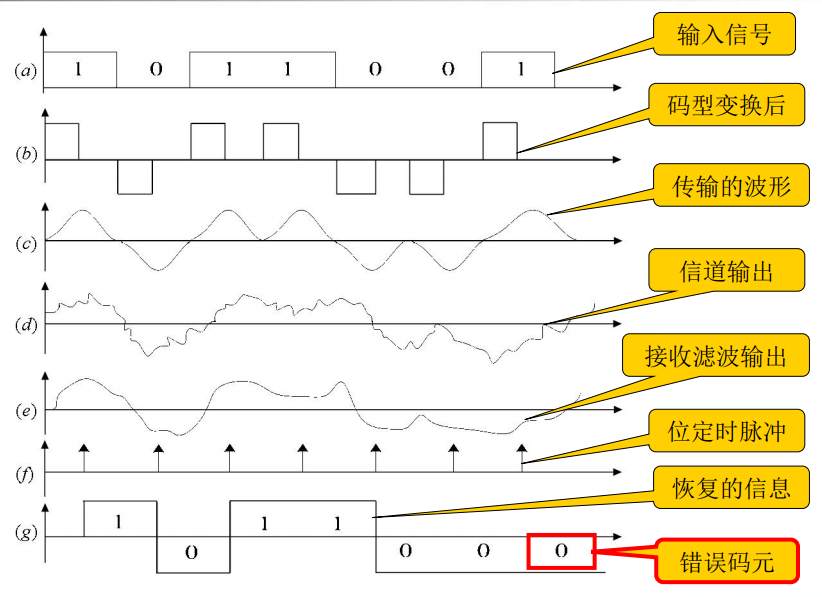 输入信号
(a) 1 0 1 1 0 0 1
码型变换后
(b)
传输的波形
(c)
信道输出
(d)
接收滤波输出
(e)
位定时脉冲
(f)
恢复的信息
(g) 1 0 1 1 0 0 0
错误码元